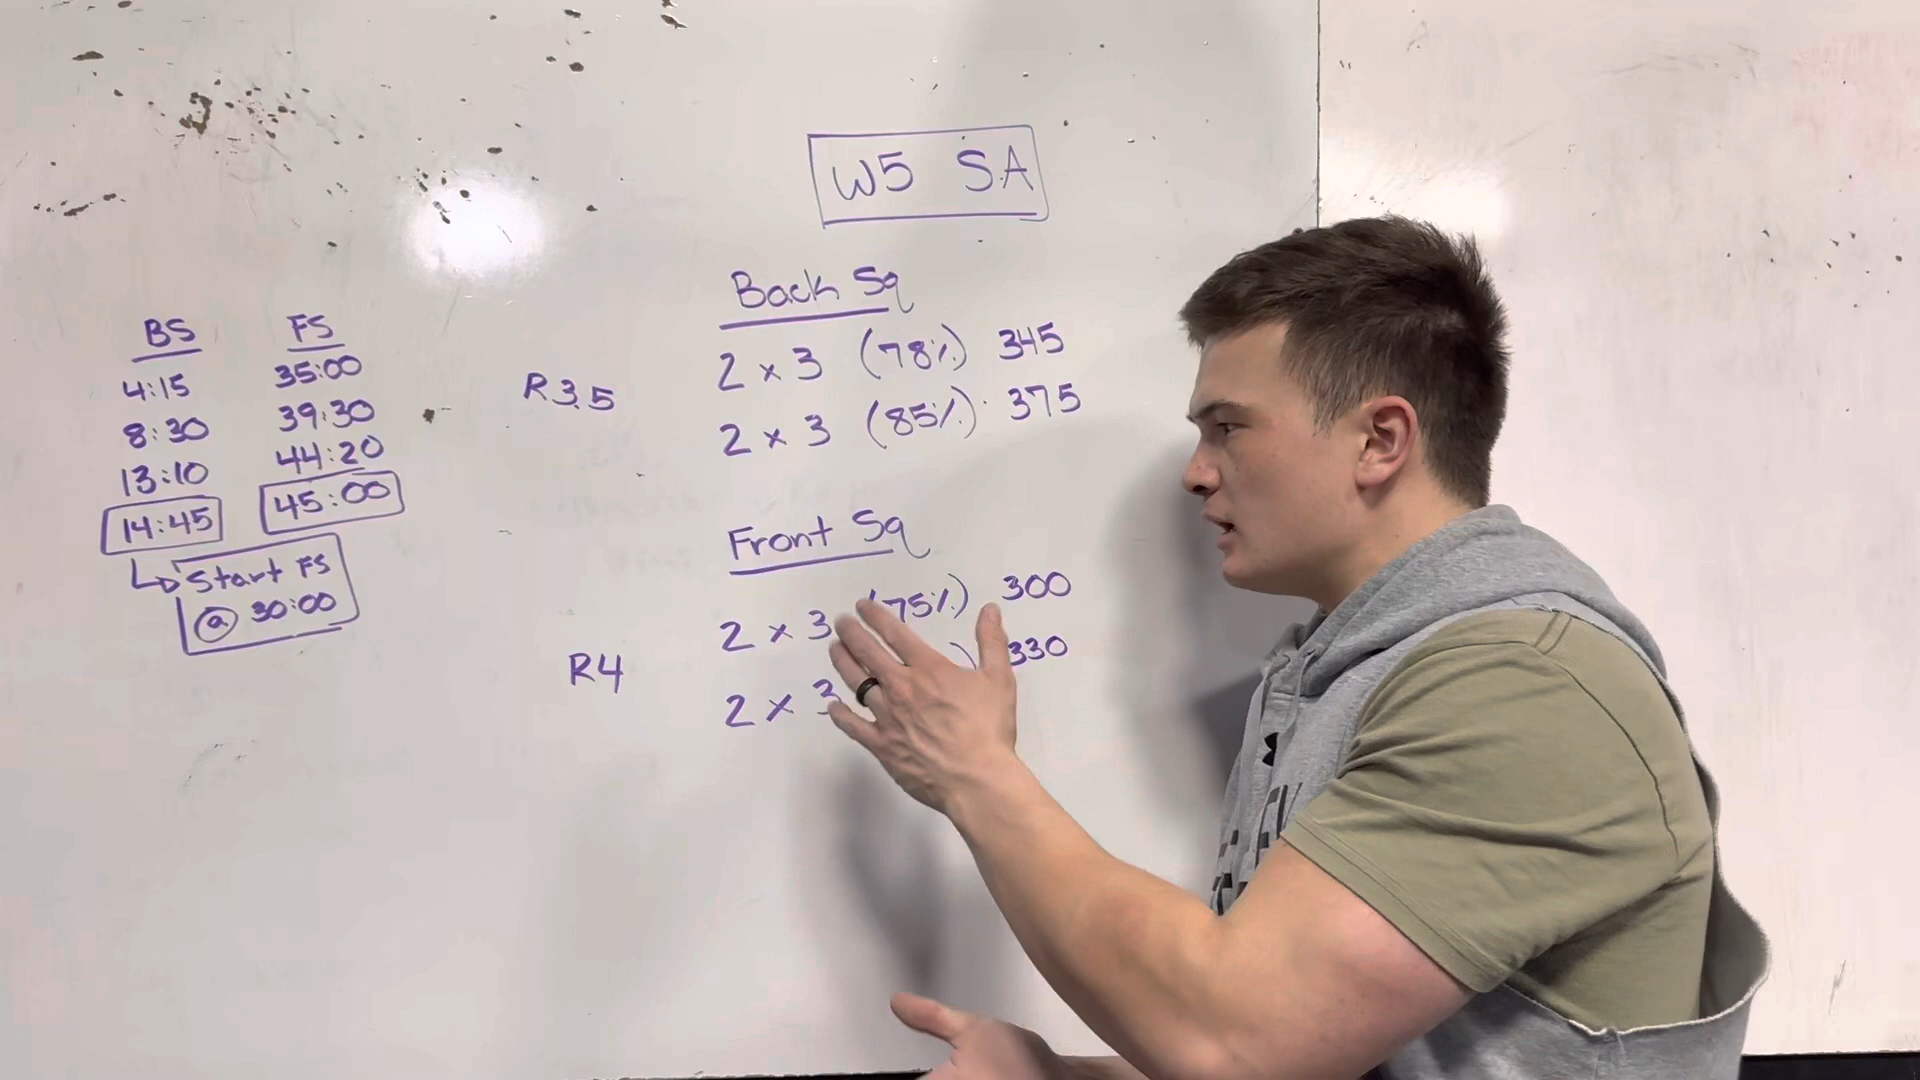 W5 SA
BS
4:15
8:30
13:10
14:45
Start FS
@ 30:00
FS
35:00
39:30
44:20
45:00
R3.5
Back Sq
2 x 3 (78%) 345
2 x 3 (85%) 375
R4
Front Sq
2 x 3 (75%) 300
2 x 3 ) 330